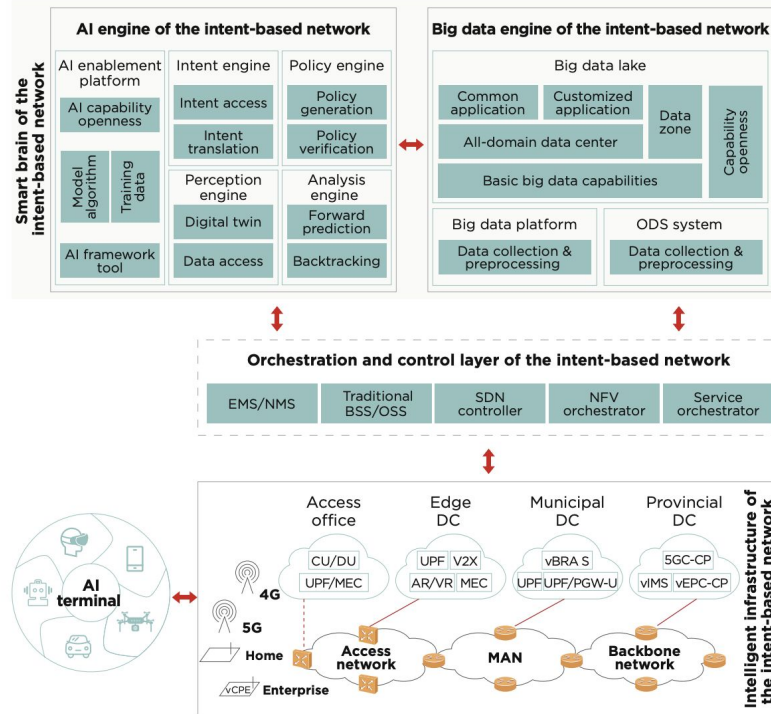 Smart brain of the
intent-based network
AI engine of the intent-based network
AI enablement
platform
AI capability
openness
Model
algorithm
Training
data
AI framework
tool
Intent engine
Intent access
Intent
translation
Policy engine
Policy
generation
Policy
verification
Perception
engine
Digital twin
Data access
Analysis
engine
Forward
prediction
Backtracking
Big data engine of the intent-based network
Big data lake
Common
application
Customized
application
Data
zone
Capability
openness
All-domain data center
Basic big data capabilities
Big data platform
Data collection &
preprocessing
ODS system
Data collection &
preprocessing
Orchestration and control layer of the intent-based network
EMS/NMS
Traditional
BSS/OSS
SDN
controller
NFV
orchestrator
Service
orchestrator
Intelligent infrastructure of
the intent-based network
Access
office
Edge
DC
Municipal
DC
Provincial
DC
CU/DU
UPF/MEC
UPF V2X
AR/VR MEC
vBRA S
UPF UPF/PGW-U
5GC-CP
vIMS vEPC-CP
AI
terminal
4G
5G
Home
vCPE Enterprise
Access
network
MAN
Backbone
network